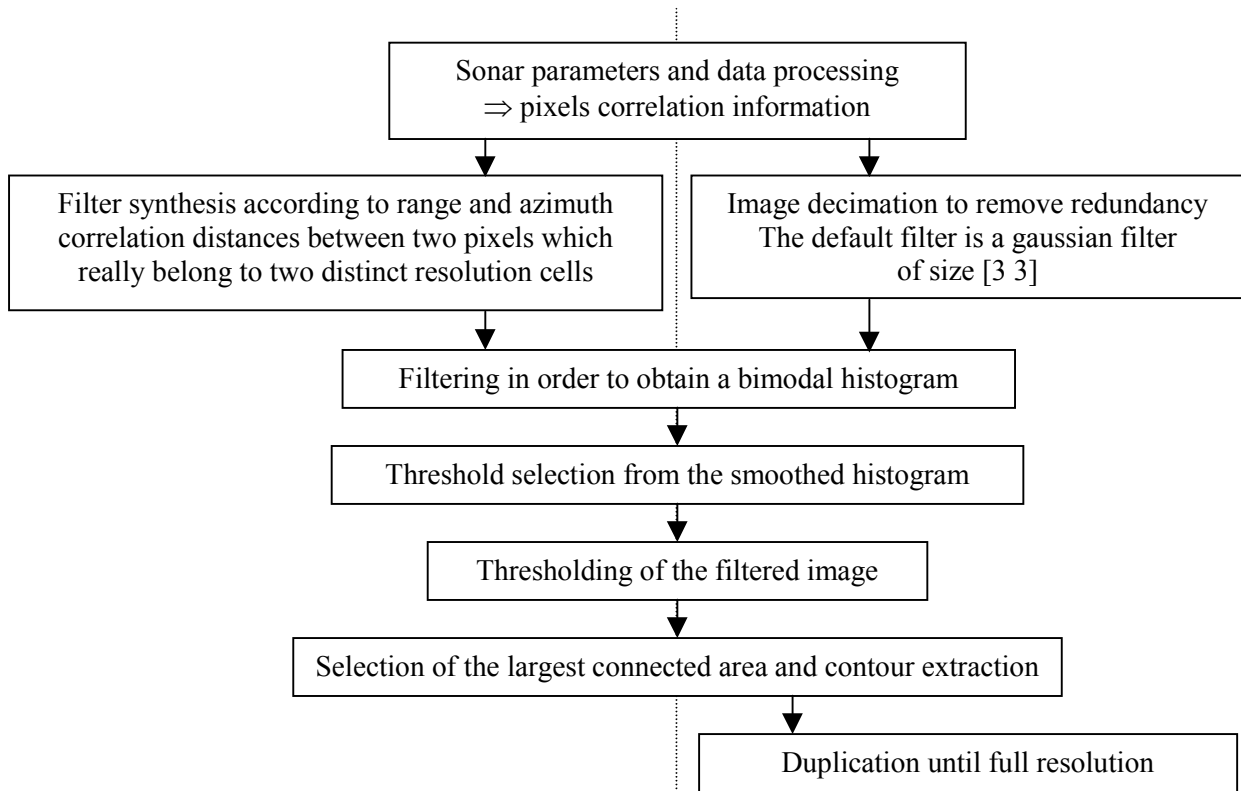 Sonar parameters and data processing
⇒ pixels correlation information
Filter synthesis according to range and azimuth
correlation distances between two pixels which
really belong to two distinct resolution cells
Image decimation to remove redundancy
The default filter is a gaussian filter
of size [3 3]
Filtering in order to obtain a bimodal histogram
Threshold selection from the smoothed histogram
Thresholding of the filtered image
Selection of the largest connected area and contour extraction
Duplication until full resolution